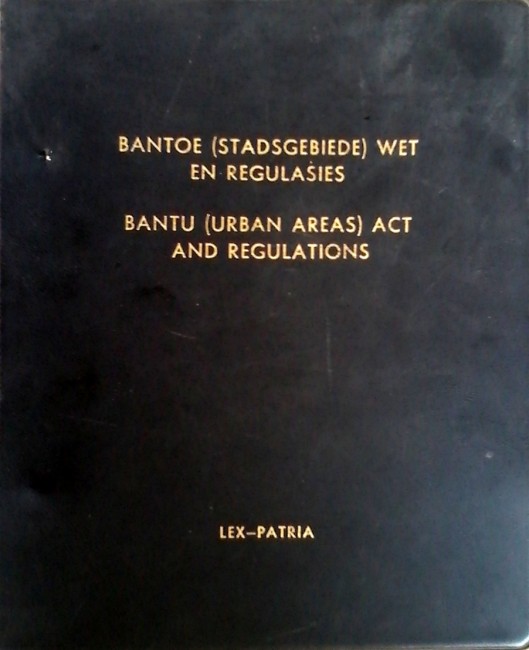 BANTOE (STADSGEBIEDE) WET
EN REGULASIES
BANTU (URBAN AREAS) ACT
AND REGULATIONS
LEX–PATRIA